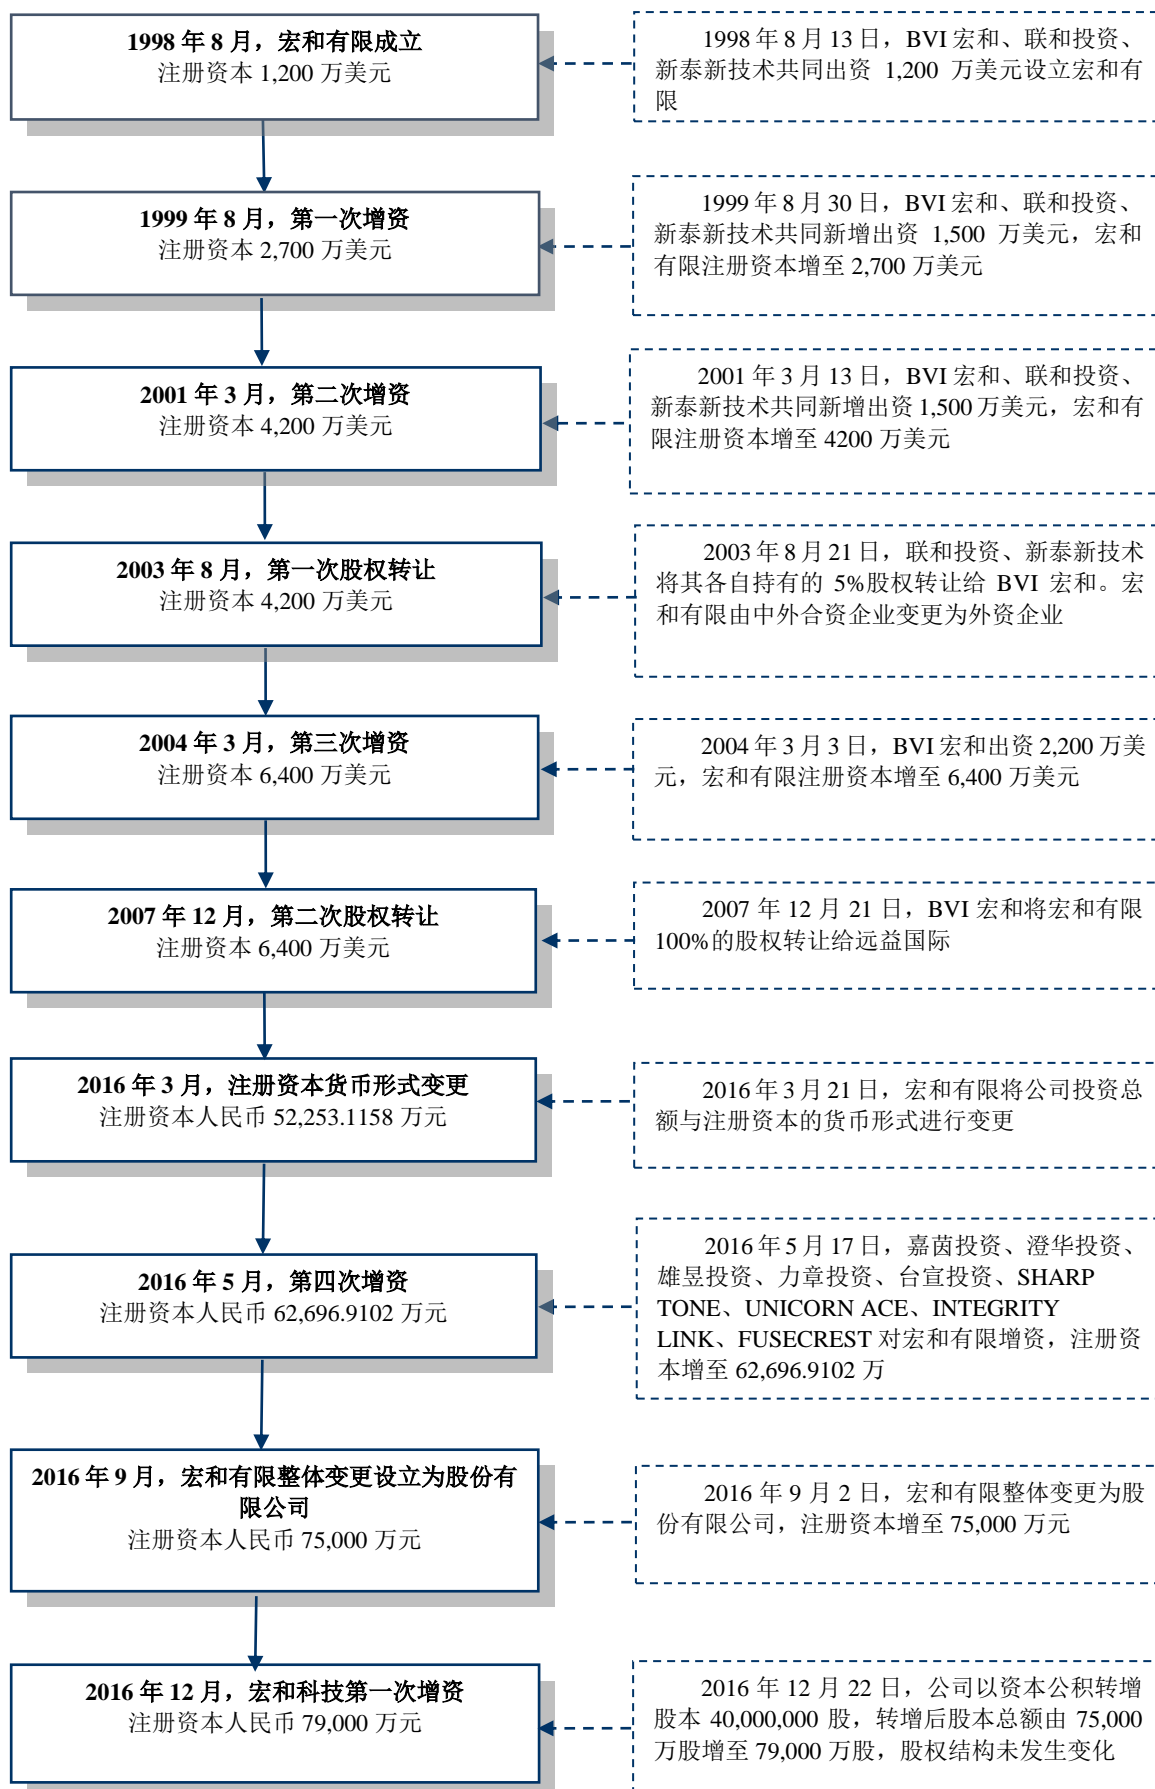 1998 年 8 月，宏和有限成立
注册资本 1,200 万美元
1998 年 8 月 13 日，BVI 宏和、联和投资、
新泰新技术共同出资 1,200 万美元设立宏和有
限
1999 年 8 月，第一次增资
注册资本 2,700 万美元
1999 年 8 月 30 日，BVI 宏和、联和投资、
新泰新技术共同新增出资 1,500 万美元，宏和
有限注册资本增至 2,700 万美元
2001 年 3 月，第二次增资
注册资本 4,200 万美元
2001 年 3 月 13 日，BVI 宏和、联和投资、
新泰新技术共同新增出资 1,500 万美元，宏和有
限注册资本增至 4200 万美元
2003 年 8 月，第一次股权转让
注册资本 4,200 万美元
2003 年 8 月 21 日，联和投资、新泰新技术
将其各自持有的 5%股权转让给 BVI 宏和。宏
和有限由中外合资企业变更为外资企业
2004 年 3 月，第三次增资
注册资本 6,400 万美元
2004 年 3 月 3 日，BVI 宏和出资 2,200 万美
元，宏和有限注册资本增至 6,400 万美元
2007 年 12 月，第二次股权转让
注册资本 6,400 万美元
2007 年 12 月 21 日，BVI 宏和将宏和有限
100%的股权转让给远益国际
2016 年 3 月，注册资本货币形式变更
注册资本人民币 52,253.1158 万元
2016 年 3 月 21 日，宏和有限将公司投资总
额与注册资本的货币形式进行变更
2016 年 5 月，第四次增资
注册资本人民币 62,696.9102 万元
2016 年 5 月 17 日，嘉茵投资、澄华投资、
雄昱投资、力章投资、台宣投资、SHARP
TONE、UNICORN ACE、INTEGRITY
LINK、FUSECREST 对宏和有限增资，注册资
本增至 62,696.9102 万
2016 年 9 月，宏和有限整体变更设立为股份有
限公司
注册资本人民币 75,000 万元
2016 年 9 月 2 日，宏和有限整体变更为股
份有限公司，注册资本增至 75,000 万元
2016 年 12 月，宏和科技第一次增资
注册资本人民币 79,000 万元
2016 年 12 月 22 日，公司以资本公积转增
股本 40,000,000 股，转增后股本总额由 75,000
万股增至 79,000 万股，股权结构未发生变化